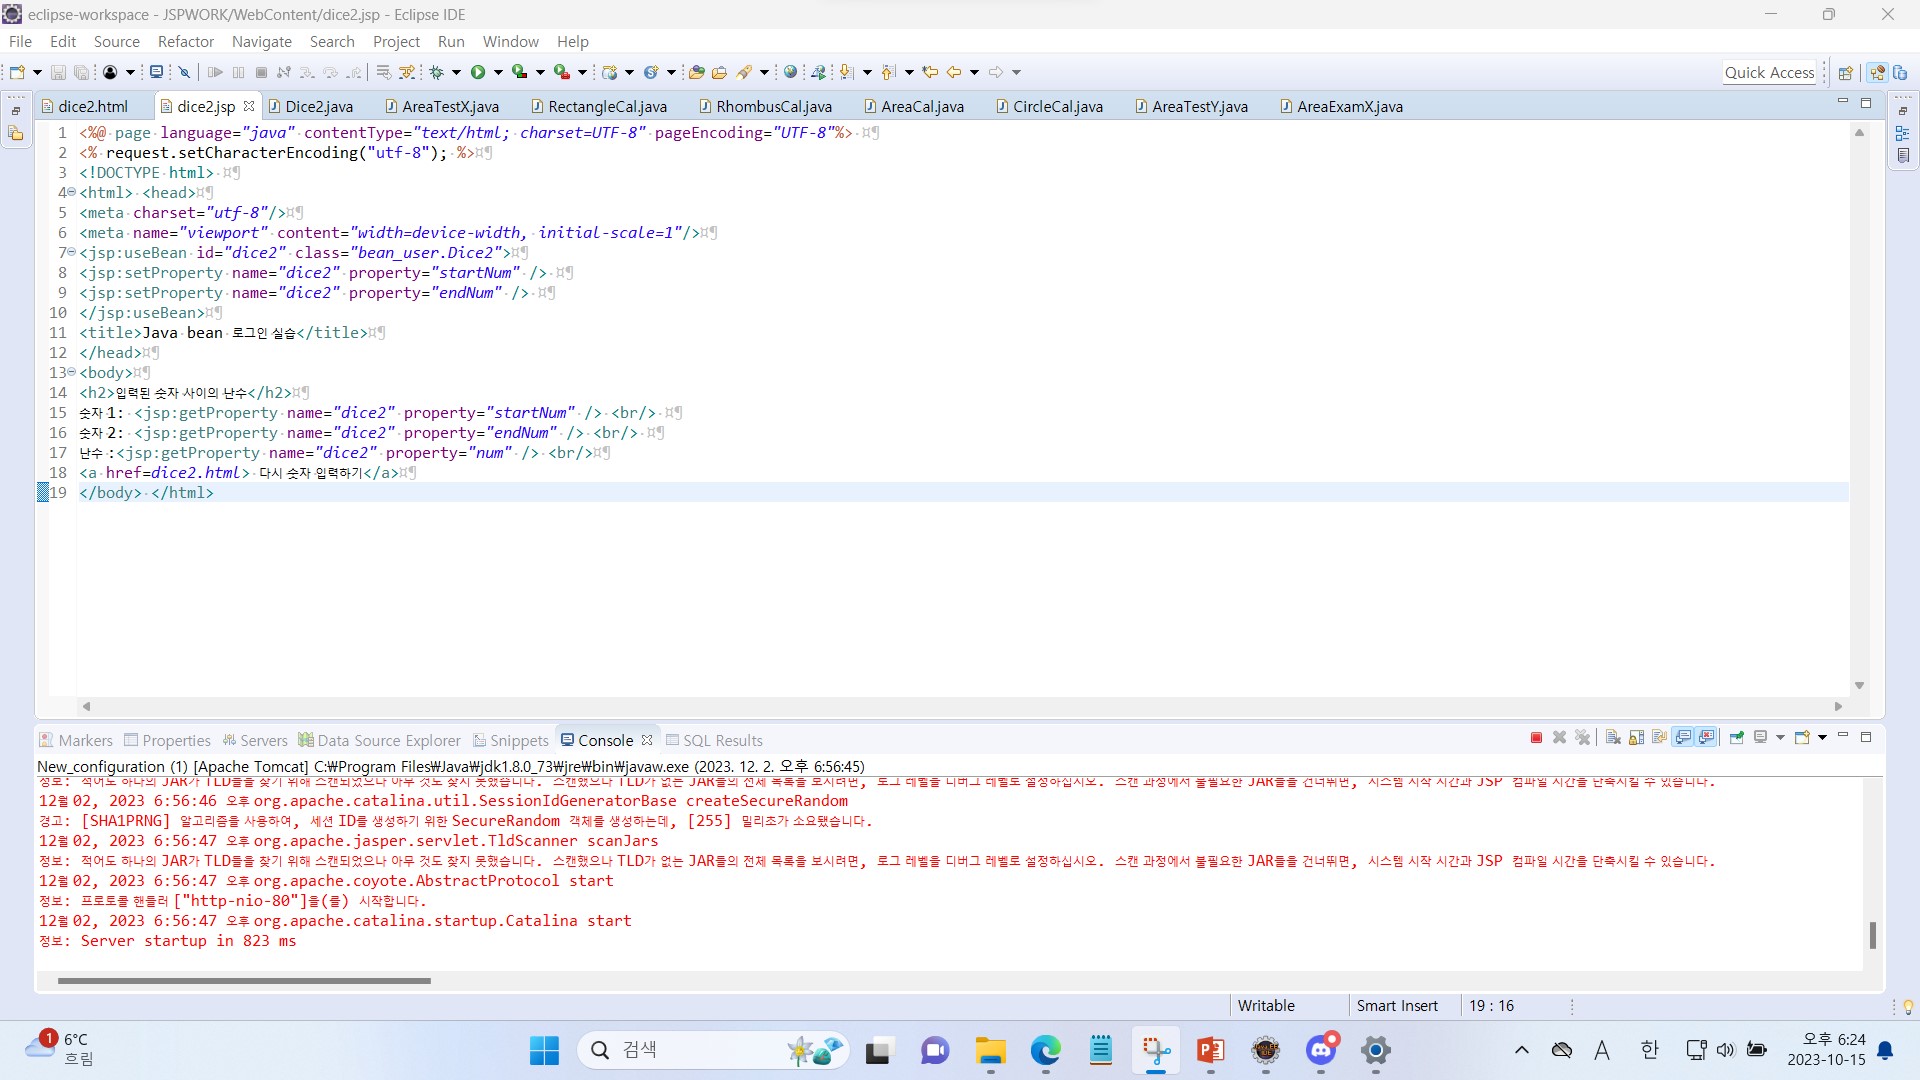 eclipse-workspace - JSPWORK/WebContent/dice2.jsp - Eclipse IDE
File Edit Source Refactor Navigate Search Project Run Window Help
Quick Access
dice2.html dice2.jsp Dice2.java AreaTestX.java RectangleCal.java RhombusCal.java AreaCal.java CircleCal.java AreaTestY.java AreaExamX.java
1 <%@ page language="java" contentType="text/html; charset=UTF-8" pageEncoding="UTF-8"%>
2 <% request.setCharacterEncoding("utf-8"); %>
3 <!DOCTYPE html>
4 <html> <head>
5 <meta charset="utf-8"/>
6 <meta name="viewport" content="width=device-width, initial-scale=1"/>
7 <jsp:useBean id="dice2" class="bean_user.Dice2">
8 <jsp:setProperty name="dice2" property="startNum" />
9 <jsp:setProperty name="dice2" property="endNum" />
10 </jsp:useBean>
11 <title>Java bean 로그인 실습</title>
12 </head>
13 <body>
14 <h2>입력된 숫자 사이의 난수</h2>
15 숫자1: <jsp:getProperty name="dice2" property="startNum" /> <br/>
16 숫자2: <jsp:getProperty name="dice2" property="endNum" /> <br/>
17 난수 :<jsp:getProperty name="dice2" property="num" /> <br/>
18 <a href=dice2.html> 다시 숫자 입력하기</a>
19 </body> </html>
Markers Properties Servers Data Source Explorer Snippets Console SQL Results
New_configuration (1) [Apache Tomcat] C:₩Program Files₩Java₩jdk1.8.0_73₩jre₩bin₩javaw.exe (2023. 12. 2. 오후 6:56:45)
정보: 적어도 하나의 JAR가 TLD들을 찾기 위해 스캔되었으나 아무 것도 찾지 못했습니다. 스캔했으나 TLD가 없는 JAR들의 전체 목록을 보시려면, 로그 레벨을 디버그 레벨로 설정하십시오. 스캔 과정에서 불필요한 JAR들을 건너뛰면, 시스템 시작 시간과 JSP 컴파일 시간을 단축시킬 수 있습니다.
12월 02, 2023 6:56:46 오후 org.apache.catalina.util.SessionIdGeneratorBase createSecureRandom
경고: [SHA1PRNG] 알고리즘을 사용하여, 세션 ID를 생성하기 위한 SecureRandom 객체를 생성하는데, [255] 밀리초가 소요됐습니다.
12월 02, 2023 6:56:47 오후 org.apache.jasper.servlet.TldScanner scanJars
정보: 적어도 하나의 JAR가 TLD들을 찾기 위해 스캔되었으나 아무 것도 찾지 못했습니다. 스캔했으나 TLD가 없는 JAR들의 전체 목록을 보시려면, 로그 레벨을 디버그 레벨로 설정하십시오. 스캔 과정에서 불필요한 JAR들을 건너뛰면, 시스템 시작 시간과 JSP 컴파일 시간을 단축시킬 수 있습니다.
12월 02, 2023 6:56:47 오후 org.apache.coyote.AbstractProtocol start
정보: 프로토콜 핸들러 ["http-nio-80"]을(를) 시작합니다.
12월 02, 2023 6:56:47 오후 org.apache.catalina.startup.Catalina start
정보: Server startup in 823 ms
Writable Smart Insert 19 : 16
1 6°C
흐림
검색
A 한
오후 6:24
2023-10-15